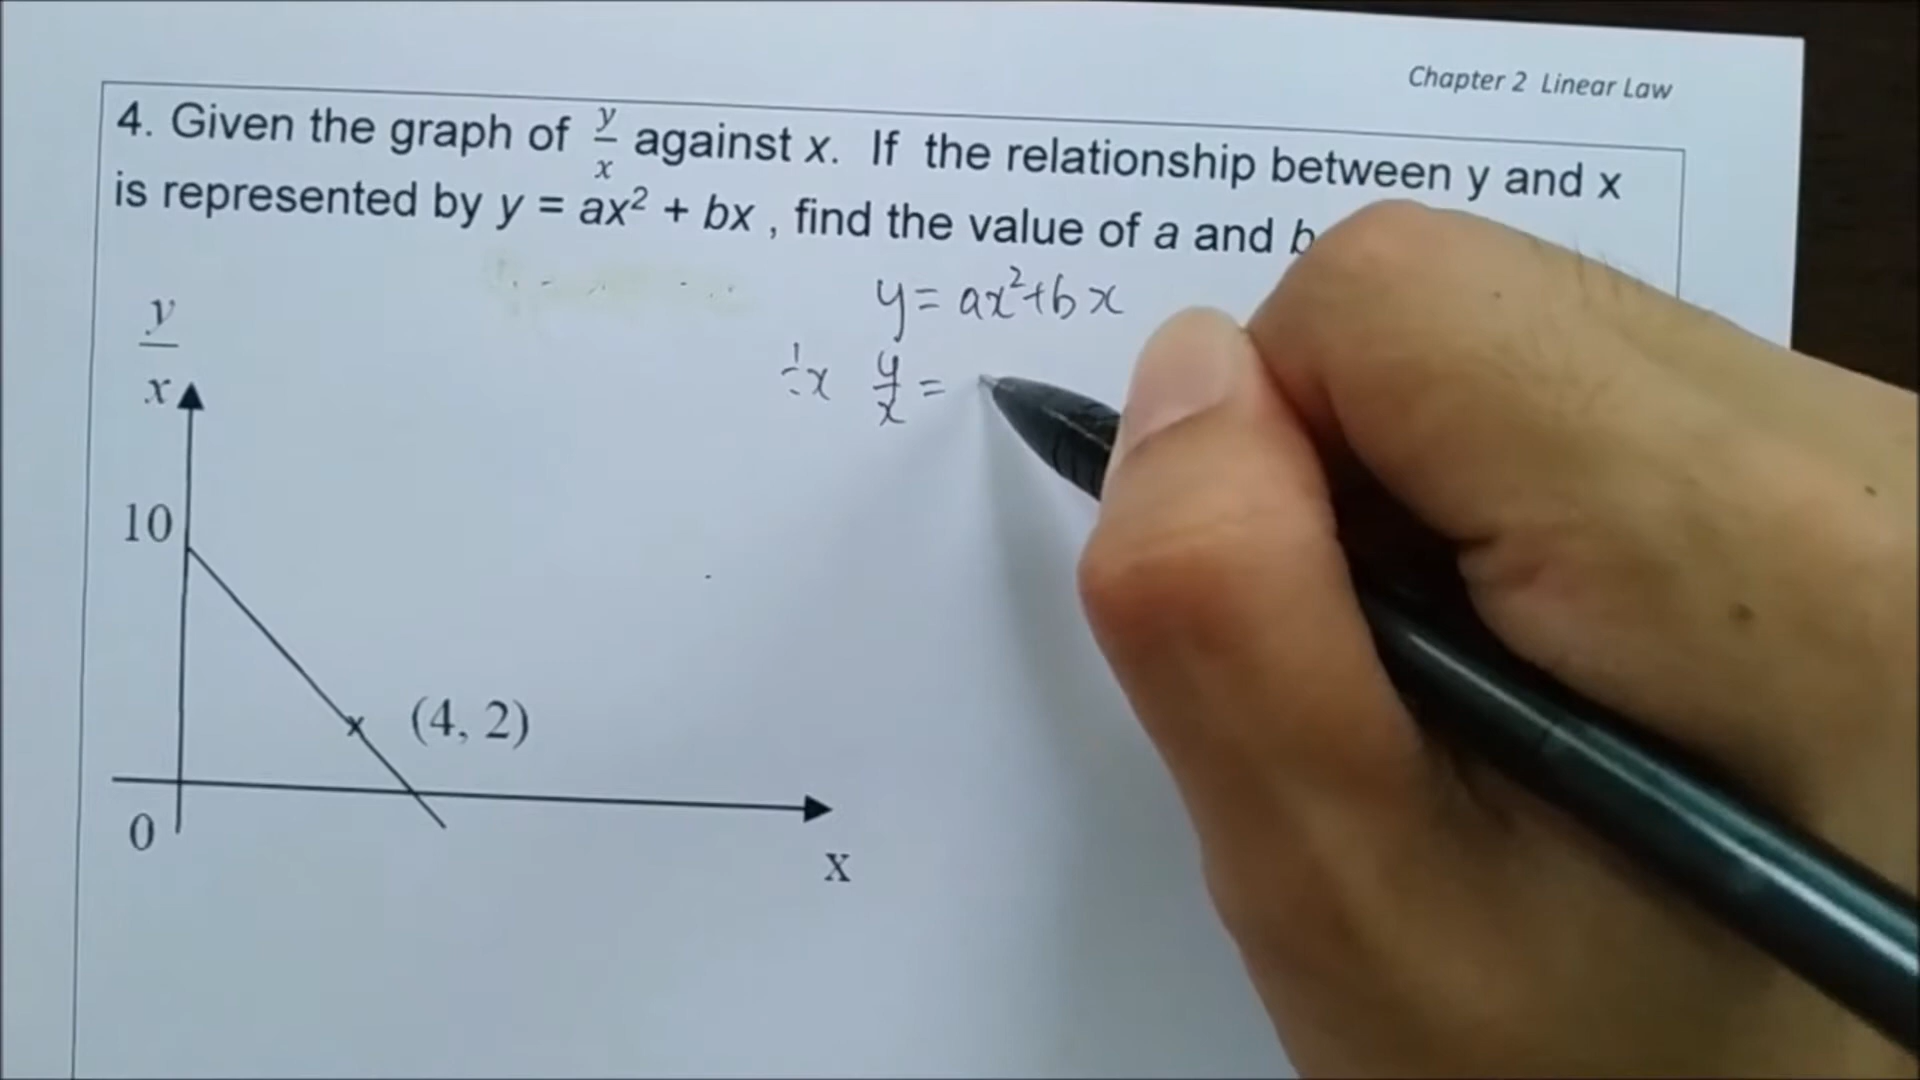 Chapter 2 Linear Law
4. Given the graph of y/x against x. If the relationship between y and x
is represented by y = ax² + bx , find the value of a and b
y = ax²+bx
÷x y/x =
y/x
10
(4, 2)
0
x